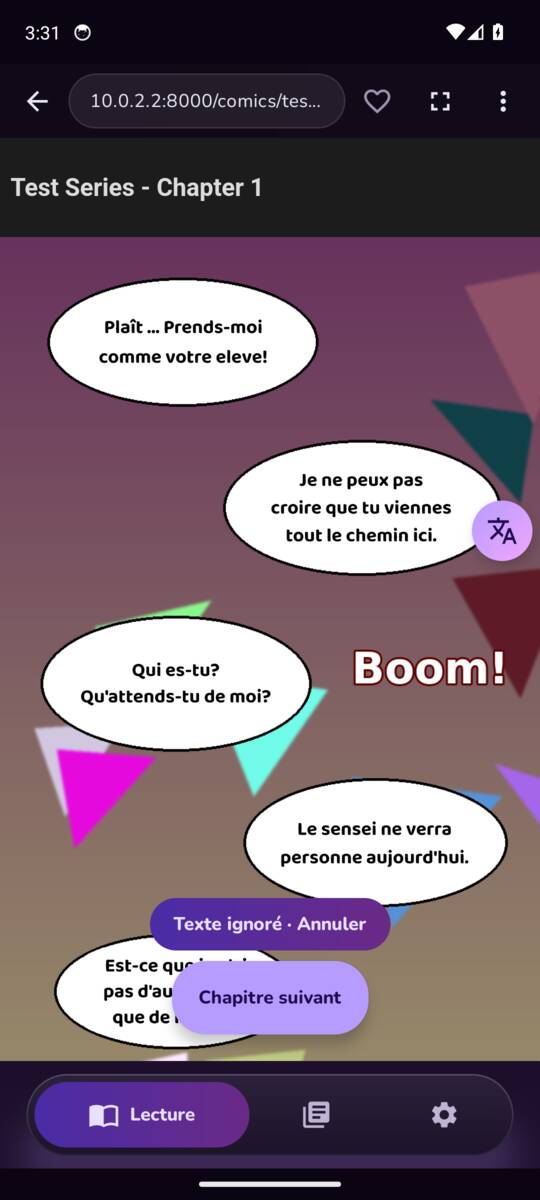 3:31
10.0.2.2:8000/comics/tes...
Test Series - Chapter 1
Plaît ... Prends-moi
comme votre eleve!
Je ne peux pas
croire que tu viennes
tout le chemin ici.
Qui es-tu?
Qu'attends-tu de moi?
Boom!
Le sensei ne verra
personne aujourd'hui.
Texte ignoré · Annuler
Est-ce que
pas d'au
que de
Chapitre suivant
Lecture